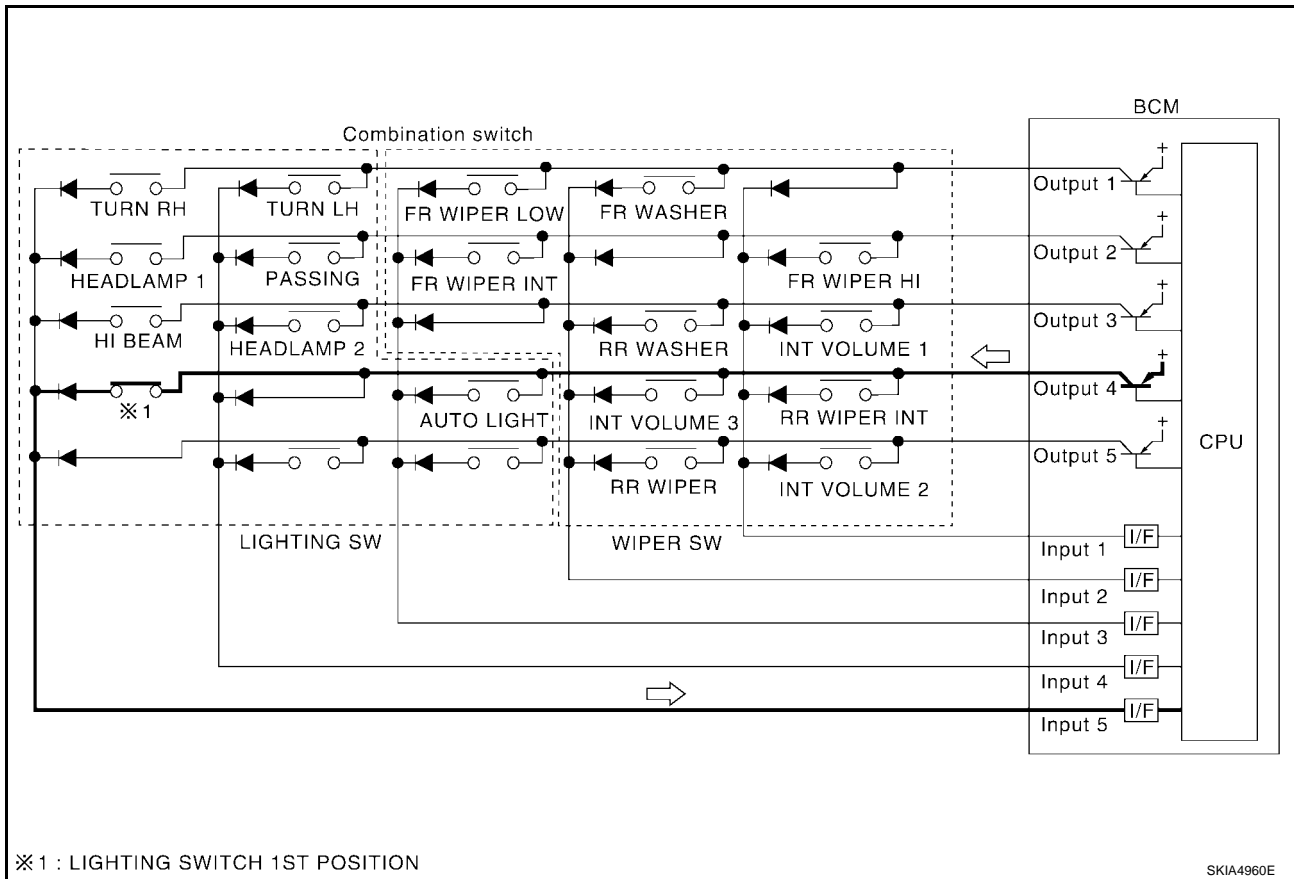 BCM
Combination switch
Output 1
TURN RH
TURN LH
FR WIPER LOW
FR WASHER
Output 2
HEADLAMP 1
PASSING
FR WIPER INT
FR WIPER HI
Output 3
HI BEAM
HEADLAMP 2
RR WASHER
INT VOLUME 1
Output 4
※1
AUTO LIGHT
INT VOLUME 3
RR WIPER INT
CPU
Output 5
RR WIPER
INT VOLUME 2
LIGHTING SW
WIPER SW
Input 1
I/F
Input 2
I/F
Input 3
I/F
Input 4
I/F
Input 5
I/F
※1 : LIGHTING SWITCH 1ST POSITION
SKIA4960E